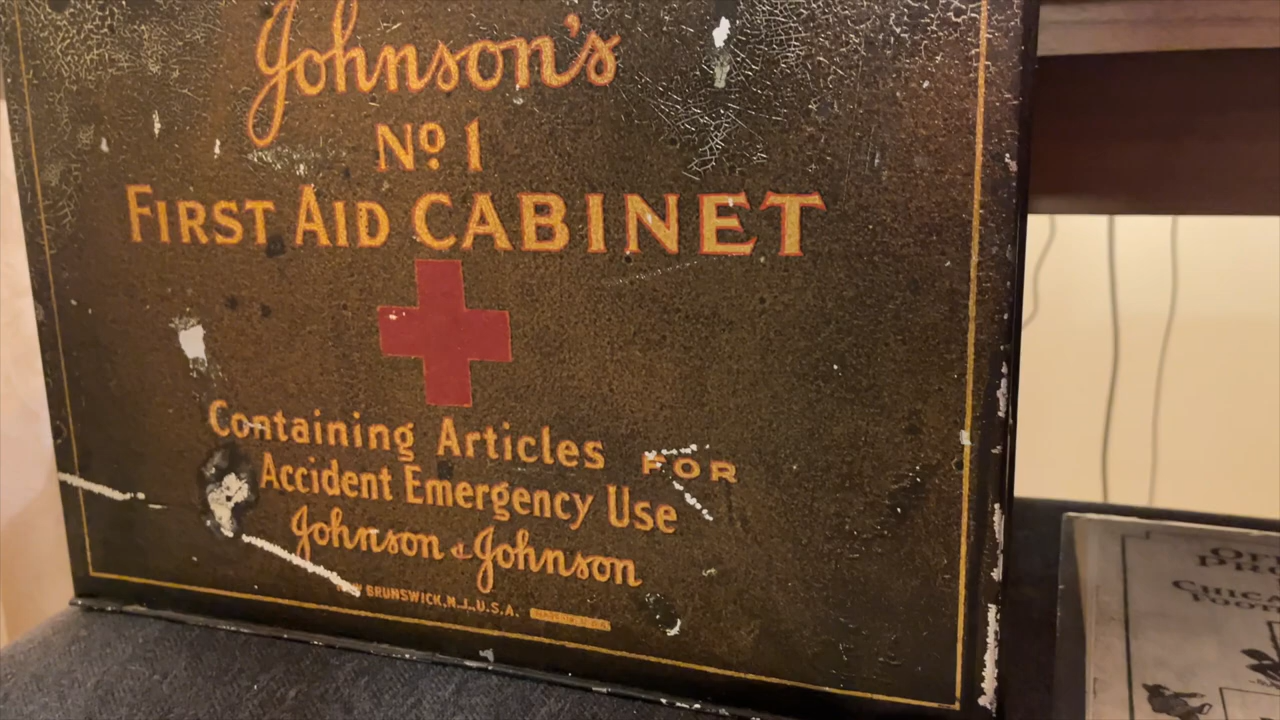 Johnson's
No 1
FIRST AID CABINET
Containing Articles FOR
Accident Emergency Use
Johnson & Johnson
BRUNSWICK, N.J., U.S.A.